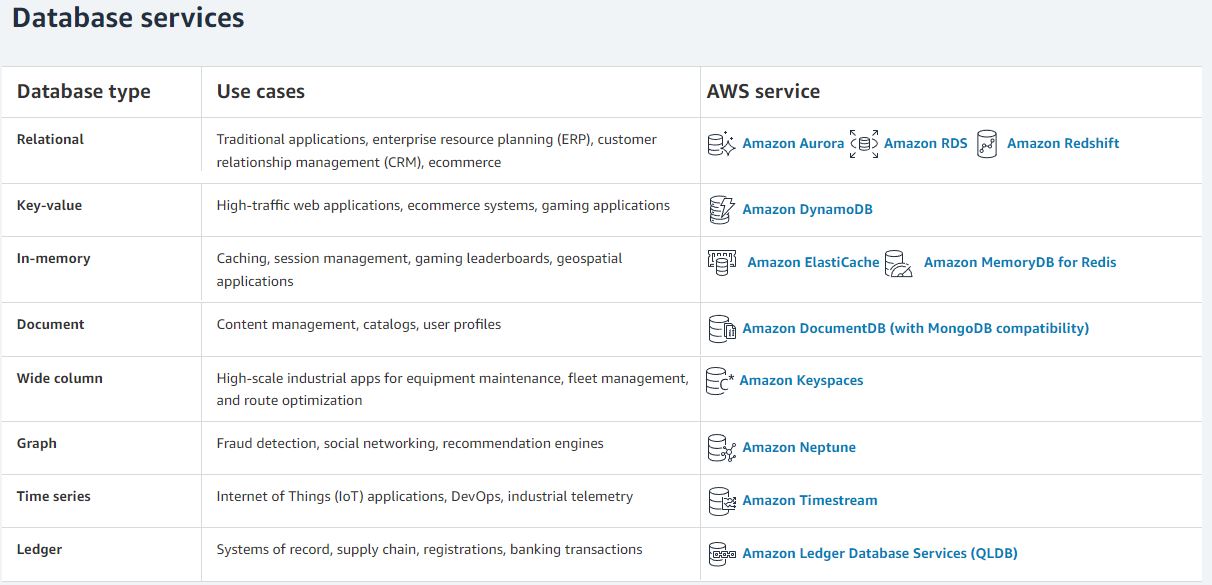 Database services
Database type Use cases AWS service
Relational Traditional applications, enterprise resource planning (ERP), customer Amazon Aurora Amazon RDS Amazon Redshift
relationship management (CRM), ecommerce
Key-value High-traffic web applications, ecommerce systems, gaming applications Amazon DynamoDB
In-memory Caching, session management, gaming leaderboards, geospatial Amazon ElastiCache Amazon MemoryDB for Redis
applications
Document Content management, catalogs, user profiles Amazon DocumentDB (with MongoDB compatibility)
Wide column High-scale industrial apps for equipment maintenance, fleet management, Amazon Keyspaces
and route optimization
Graph Fraud detection, social networking, recommendation engines Amazon Neptune
Time series Internet of Things (IoT) applications, DevOps, industrial telemetry Amazon Timestream
Ledger Systems of record, supply chain, registrations, banking transactions Amazon Ledger Database Services (QLDB)